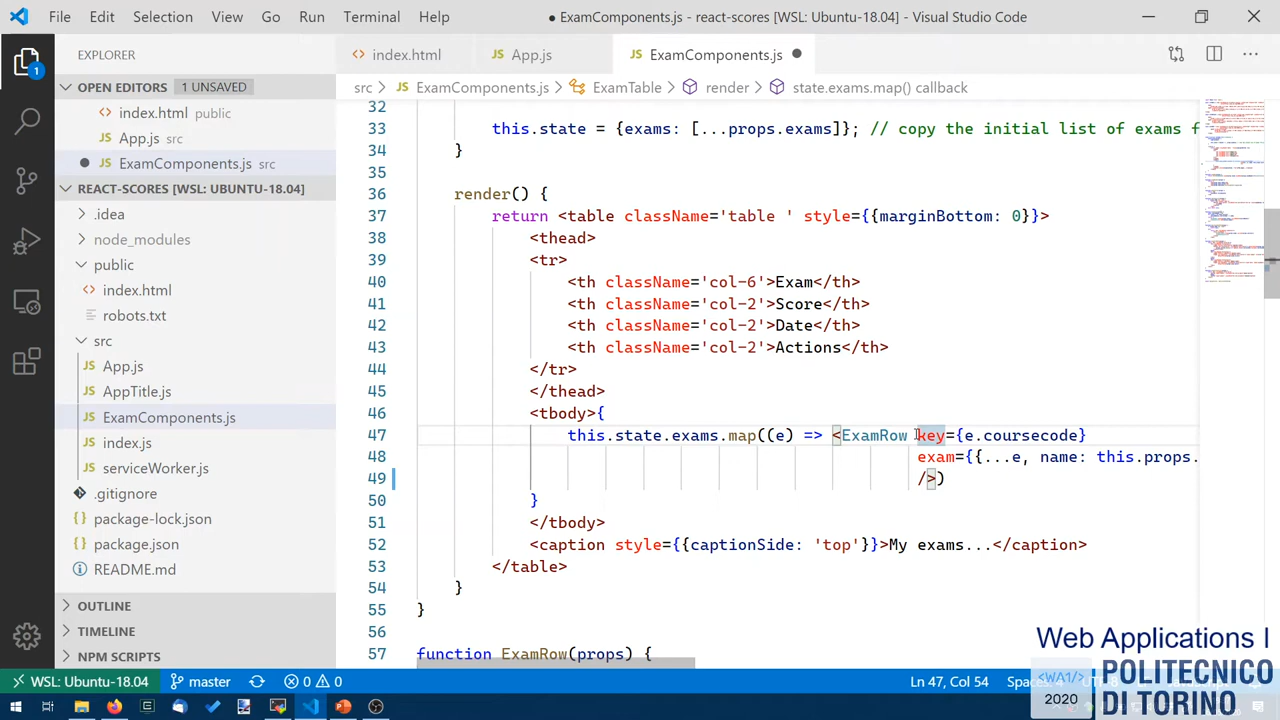 File Edit Selection View Go Run Terminal Help
● ExamComponents.js - react-scores [WSL: Ubuntu-18.04] - Visual Studio Code
1
EXPLORER
OPEN EDITORS 1 UNSAVED
index.html public
App.js src
ExamComponents.js src
REACT-SCORES [WSL: UBUNTU-18.04]
idea
node_modules
public
index.html
robots.txt
src
App.js
AppTitle.js
ExamComponents.js
index.js
serviceWorker.js
.gitignore
package-lock.json
package.json
README.md
OUTLINE
TIMELINE
NPM SCRIPTS
index.html
App.js
ExamComponents.js ●
src > ExamComponents.js > ExamTable > render > state.exams.map() callback
32
33 this.state = {exams: [...props.exams]}; // copy initial list of exam f
34 }
35
36 render {
37 return <table className='table ' style={{marginBottom: 0}}>
38 <thead>
39 <tr>
40 <th className='col-6'>Exam</th>
41 <th className='col-2'>Score</th>
42 <th className='col-2'>Date</th>
43 <th className='col-2'>Actions</th>
44 </tr>
45 </thead>
46 <tbody>{
47 this.state.exams.map((e) => <ExamRow key={e.coursecode}
48 exam={{...e, name: this.props.
49 />)
50 }
51 </tbody>
52 <caption style={{captionSide: 'top'}}>My exams...</caption>
53 </table>
54 }
55 }
56
57 function ExamRow(props) {
WSL: Ubuntu-18.04 master 0 0 Ln 47, Col 54
Web Applications I
<WA1/>
2020
POLITECNICO
DI TORINO